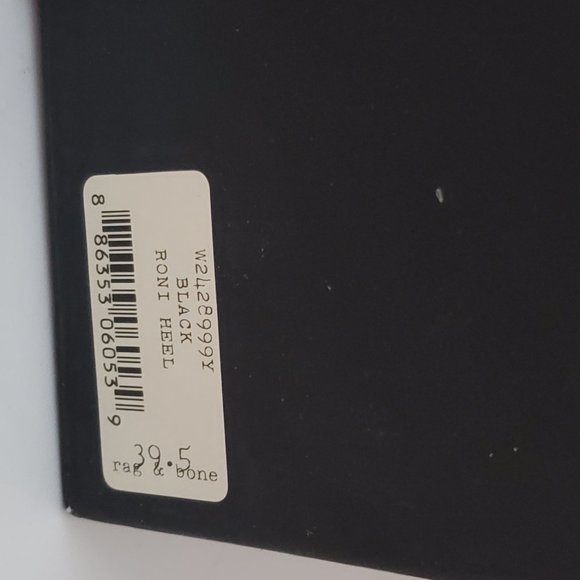 W2428999Y
BLACK
RONI HEEL
8 86353 06053 9
39.5
rag & bone